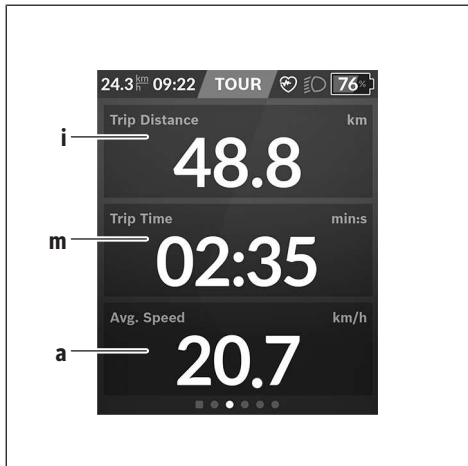 24.3 km/h 09:22 TOUR 76%
Trip Distance km
i
48.8
Trip Time min:s
m
02:35
Avg. Speed km/h
a
20.7